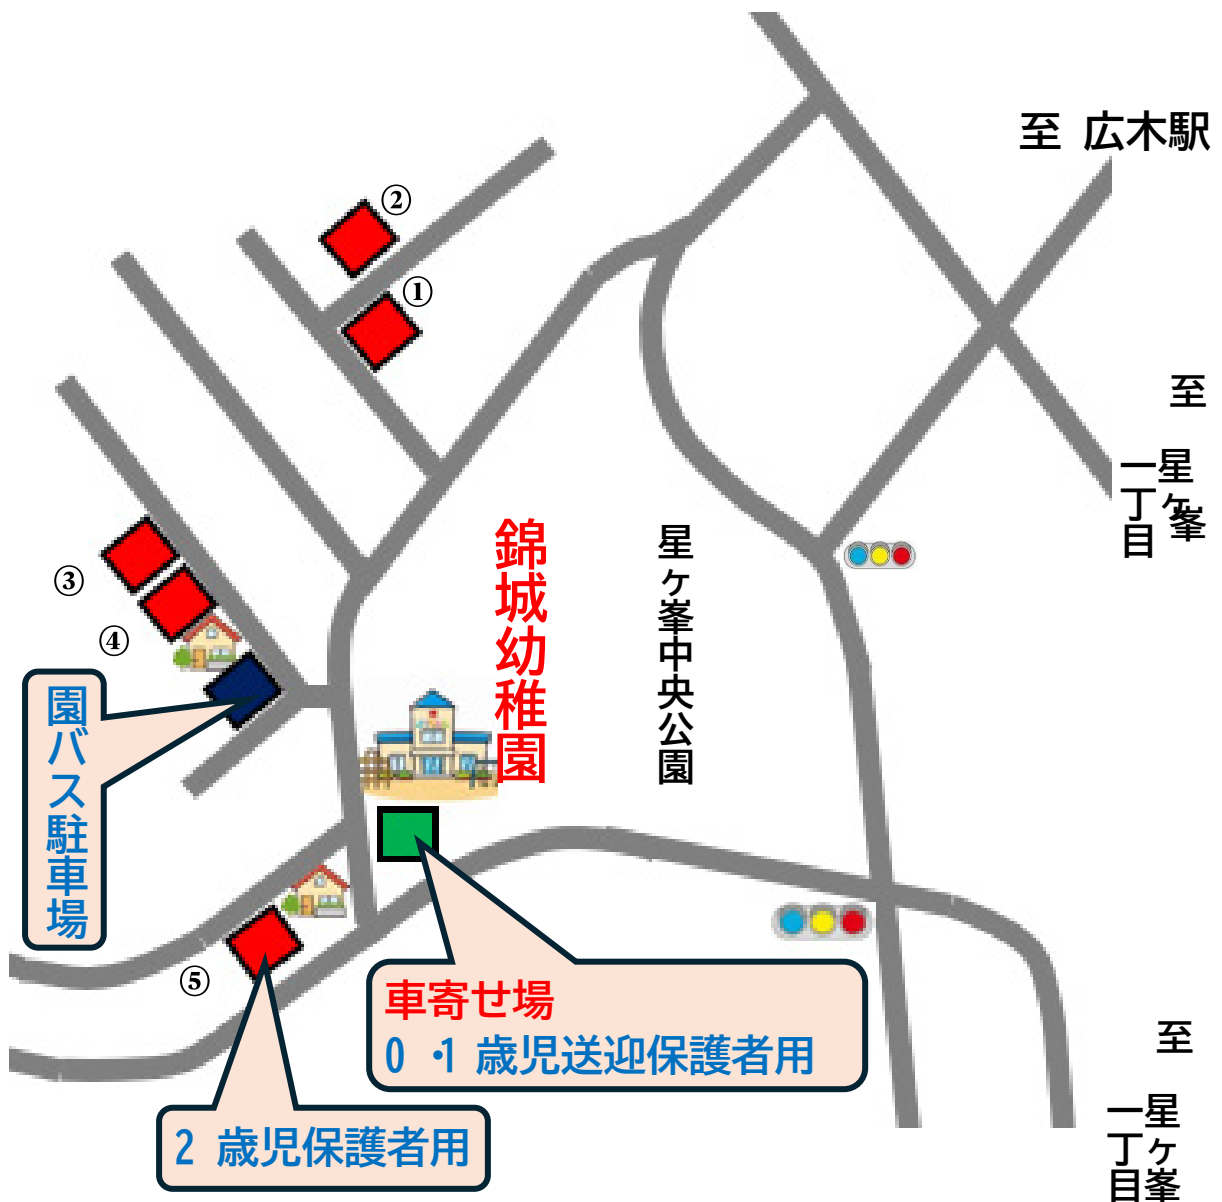 至 広木駅
②
①
至 星ヶ峯
一丁目
錦城幼稚園
星ヶ峯中央公園
③
④
園バス駐車場
⑤
車寄せ場
0・1 歳児送迎保護者用
2 歳児保護者用
至 星ヶ峯
一丁目